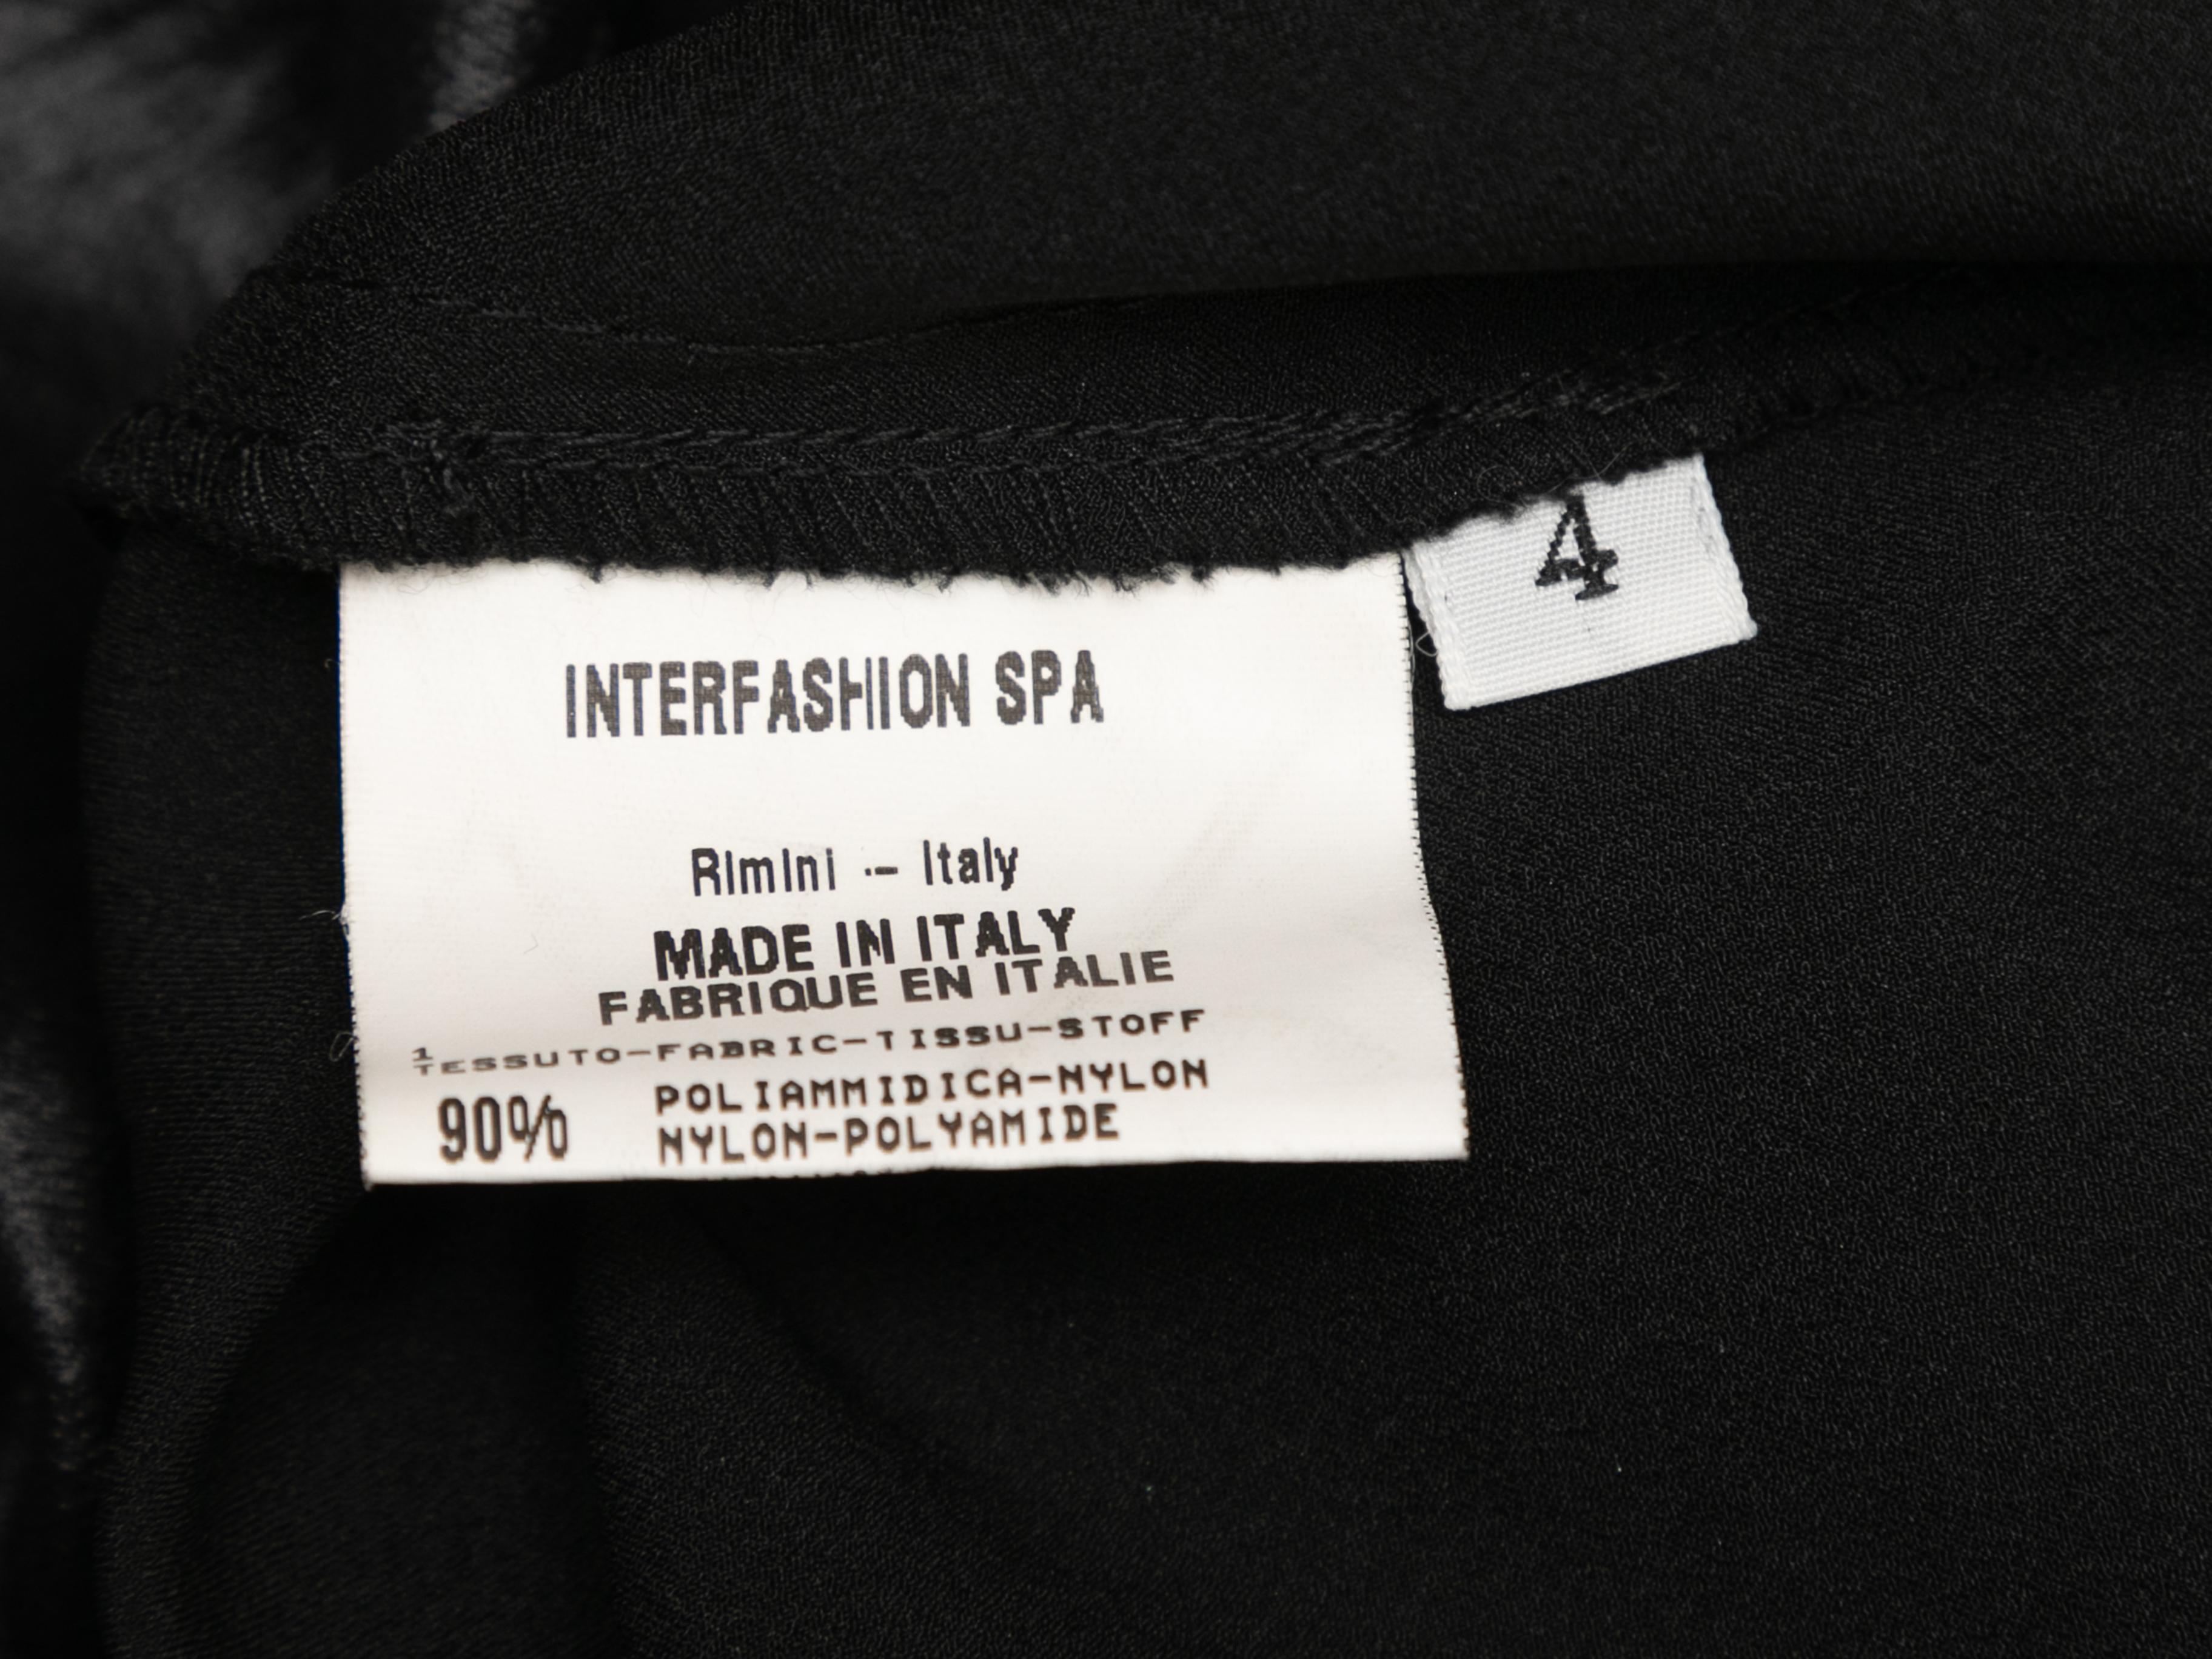 4
INTERFASHION SPA
Rimini - Italy
MADE IN ITALY
FABRIQUE EN ITALIE
1
TESSUTO-FABRIC-TISSU-STOFF
90% POLIAMMIDICA-NYLON
NYLON-POLYAMIDE